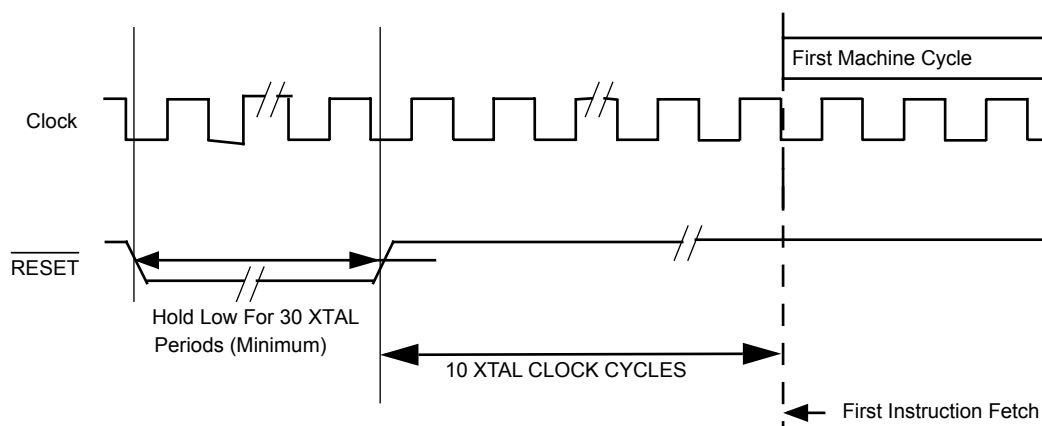 First Machine Cycle
Clock
RESET
Hold Low For 30 XTAL
Periods (Minimum)
10 XTAL CLOCK CYCLES
First Instruction Fetch